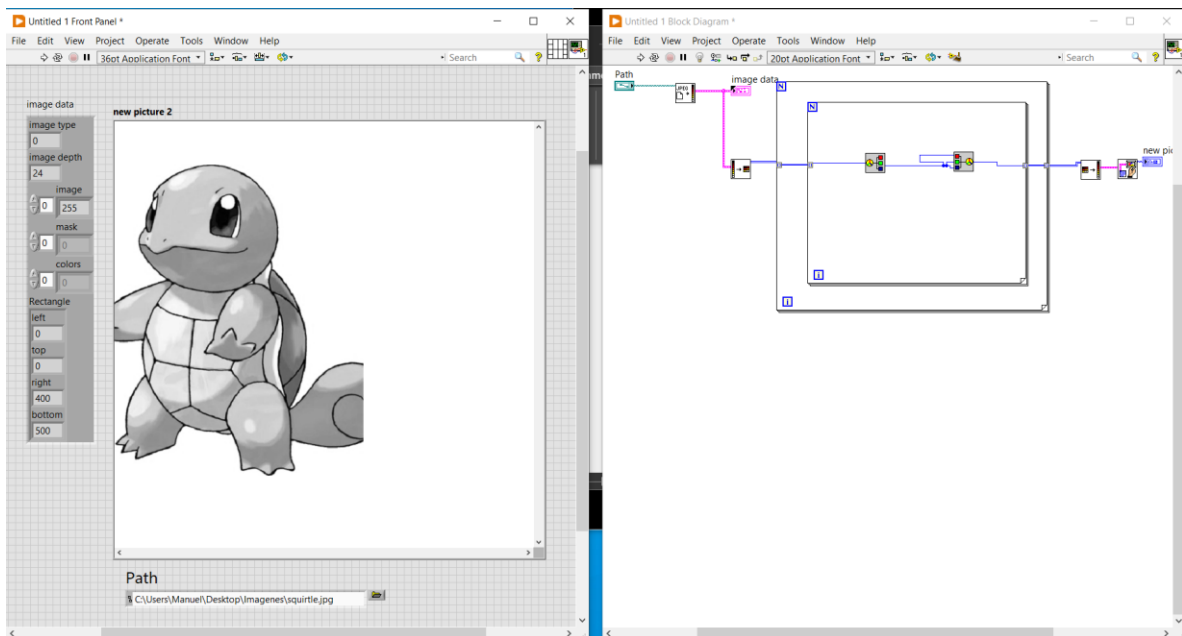 Untitled 1 Front Panel *
File Edit View Project Operate Tools Window Help
36pt Application Font
Search
image data
image type
0
image depth
24
image
0 255
mask
0 0
colors
0 0
Rectangle
left
0
top
0
right
400
bottom
500
new picture 2
Path
C:\Users\Manuel\Desktop\Imagenes\squirtle.jpg
Untitled 1 Block Diagram *
File Edit View Project Operate Tools Window Help
20pt Application Font
Search
Path
JPEG
image data
N
N
new pic
i
i